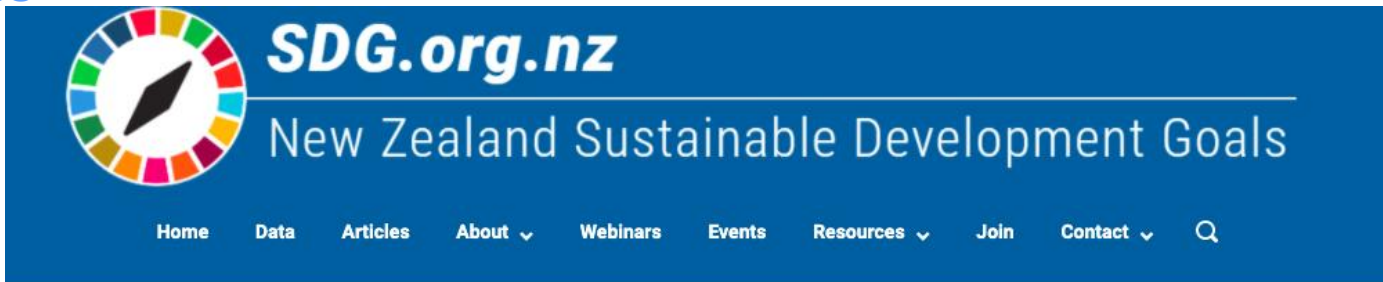 SDG.org.nz
New Zealand Sustainable Development Goals
Home Data Articles About Webinars Events Resources Join Contact